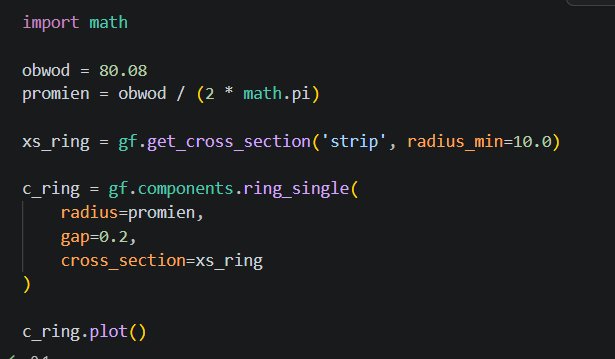 import math
obwod = 80.08
promien = obwod / (2 * math.pi)
xs_ring = gf.get_cross_section('strip', radius_min=10.0)
c_ring = gf.components.ring_single(
    radius=promien,
    gap=0.2,
    cross_section=xs_ring
)
c_ring.plot()